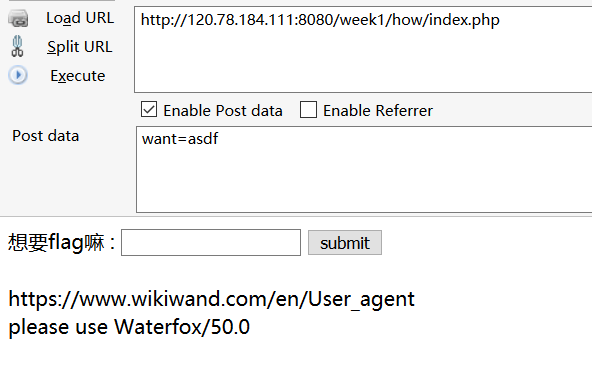 Load URL
http://120.78.184.111:8080/week1/how/index.php
Split URL
Execute
Enable Post data
Enable Referrer
Post data
want=asdf
想要flag嘛 :
submit
https://www.wikiwand.com/en/User_agent
please use Waterfox/50.0